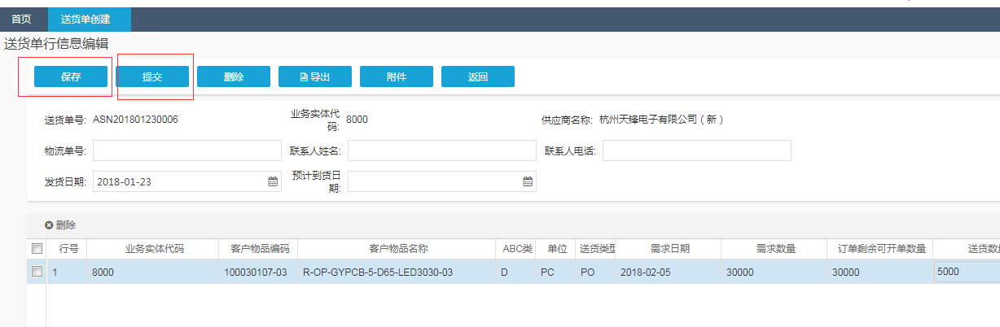 首页 送货单创建
送货单行信息编辑
保存 提交 删除 导出 附件 返回
送货单号: ASN201801230006 业务实体代码: 8000 供应商名称: 杭州天锋电子有限公司（新）
物流单号: 联系人姓名: 联系人电话:
发货日期: 2018-01-23 预计到货日期:
删除
行号 业务实体代码 客户物品编码 客户物品名称 ABC类 单位 送货类型 需求日期 需求数量 订单剩余可开单数量 送货数
1 8000 100030107-03 R-OP-GYPCB-5-D65-LED3030-03 D PC PO 2018-02-05 30000 30000 5000